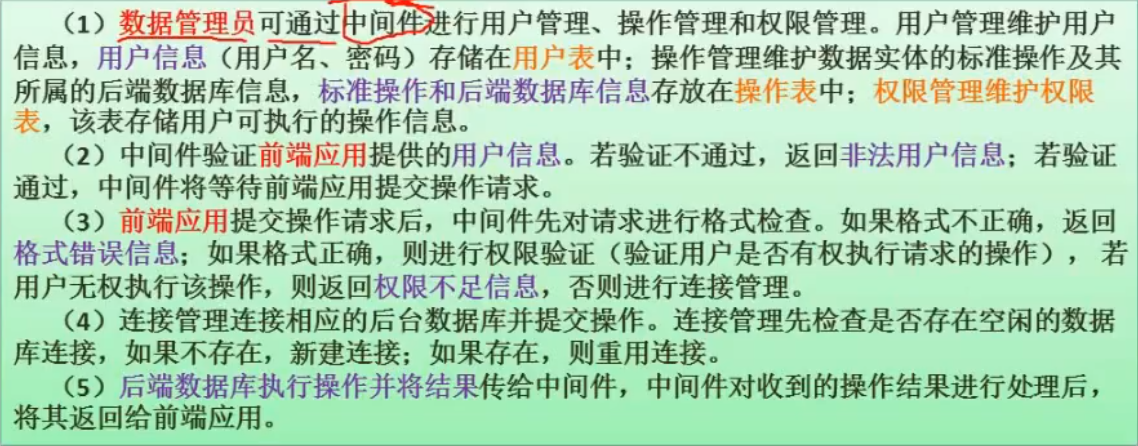 （1）数据管理员可通过中间件进行用户管理、操作管理和权限管理。用户管理维护用户
信息，用户信息（用户名、密码）存储在用户表中；操作管理维护数据实体的标准操作及其
所属的后端数据库信息，标准操作和后端数据库信息存放在操作表中；权限管理维护权限
表，该表存储用户可执行的操作信息。
（2）中间件验证前端应用提供的用户信息。若验证不通过，返回非法用户信息；若验证
通过，中间件将等待前端应用提交操作请求。
（3）前端应用提交操作请求后，中间件先对请求进行格式检查。如果格式不正确，返回
格式错误信息；如果格式正确，则进行权限验证（验证用户是否有权执行请求的操作），若
用户无权执行该操作，则返回权限不足信息，否则进行连接管理。
（4）连接管理连接相应的后台数据库并提交操作。连接管理先检查是否存在空闲的数据
库连接，如果不存在，新建连接；如果存在，则重用连接。
（5）后端数据库执行操作并将结果传给中间件，中间件对收到的操作结果进行处理后，
将其返回给前端应用。